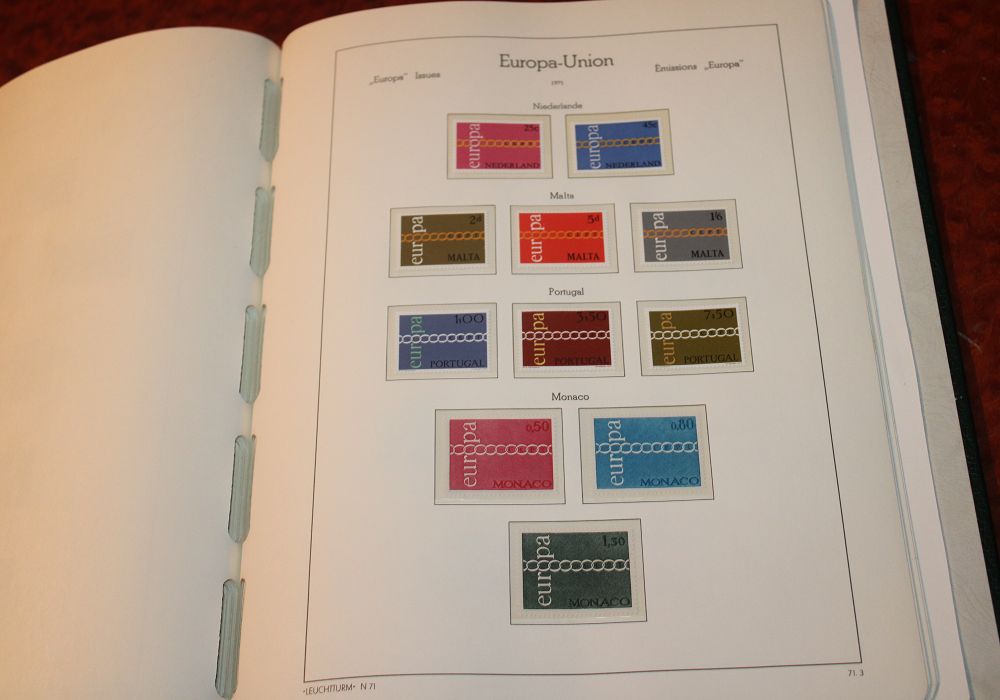 Europa-Union
„Europa" Issues
1971
Emissions „Europa"
Niederlande
25c
europa
NEDERLAND
45c
europa
NEDERLAND
Malta
2d
europa
MALTA
5d
europa
MALTA
1'6
europa
MALTA
Portugal
1$00
europa
PORTUGAL
3$50
europa
PORTUGAL
7$50
europa
PORTUGAL
Monaco
0,50
europa
MONACO
0,80
europa
MONACO
1,30
europa
MONACO
•LEUCHTTURM• N 71
71. 3